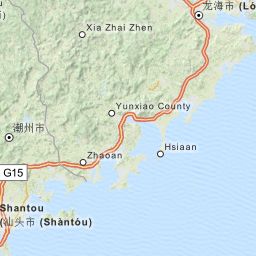 龙海市 (Ló
Xia Zhai Zhen
Yunxiao County
潮州市
Hsiaan
Zhaoan
G15
Shantou
(汕头市 (Shàntóu)